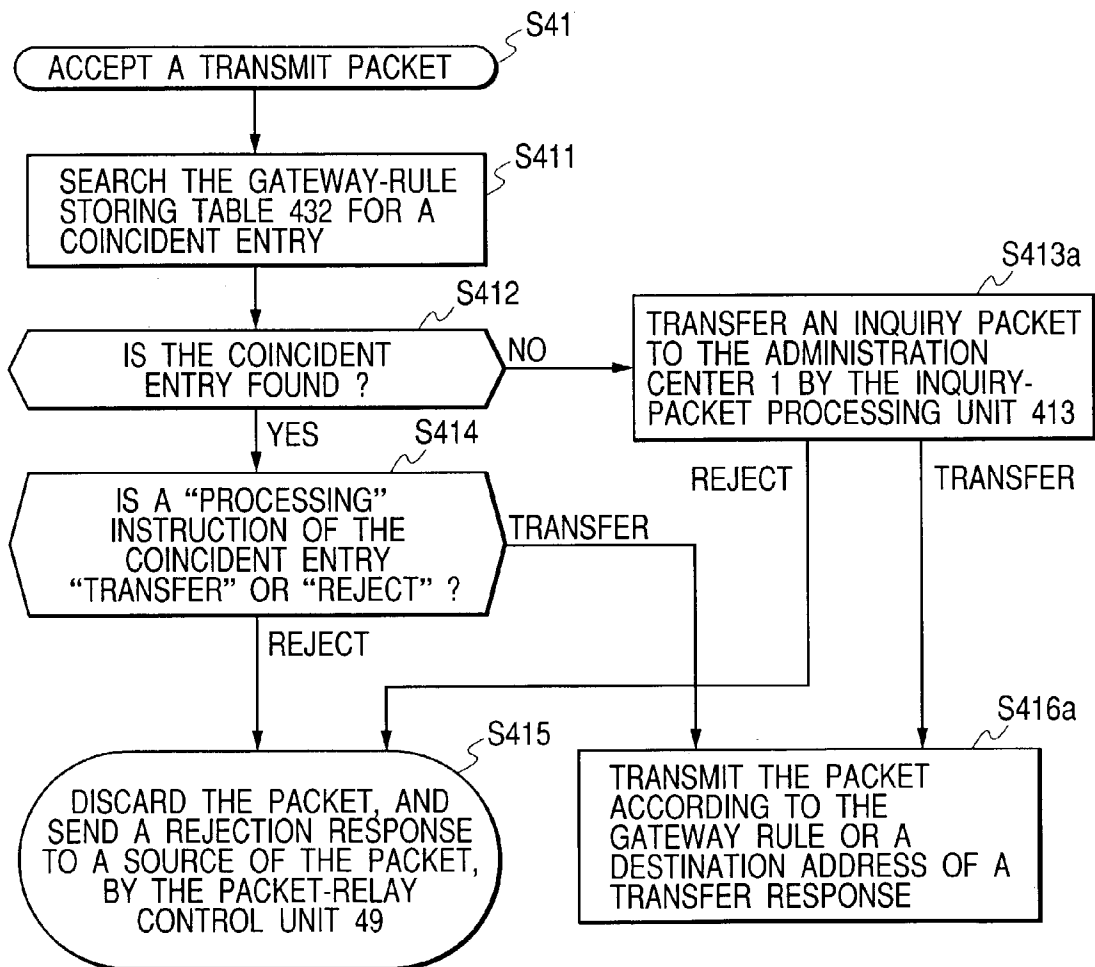 S41
ACCEPT A TRANSMIT PACKET
S411
SEARCH THE GATEWAY-RULE
STORING TABLE 432 FOR A
COINCIDENT ENTRY
S412
IS THE COINCIDENT
ENTRY FOUND ?
NO
YES
S413a
TRANSFER AN INQUIRY PACKET
TO THE ADMINISTRATION
CENTER 1 BY THE INQUIRY-
PACKET PROCESSING UNIT 413
REJECT
TRANSFER
S414
IS A “PROCESSING”
INSTRUCTION OF THE
COINCIDENT ENTRY
“TRANSFER” OR “REJECT” ?
TRANSFER
REJECT
S415
DISCARD THE PACKET, AND
SEND A REJECTION RESPONSE
TO A SOURCE OF THE PACKET,
BY THE PACKET-RELAY
CONTROL UNIT 49
S416a
TRANSMIT THE PACKET
ACCORDING TO THE
GATEWAY RULE OR A
DESTINATION ADDRESS OF A
TRANSFER RESPONSE